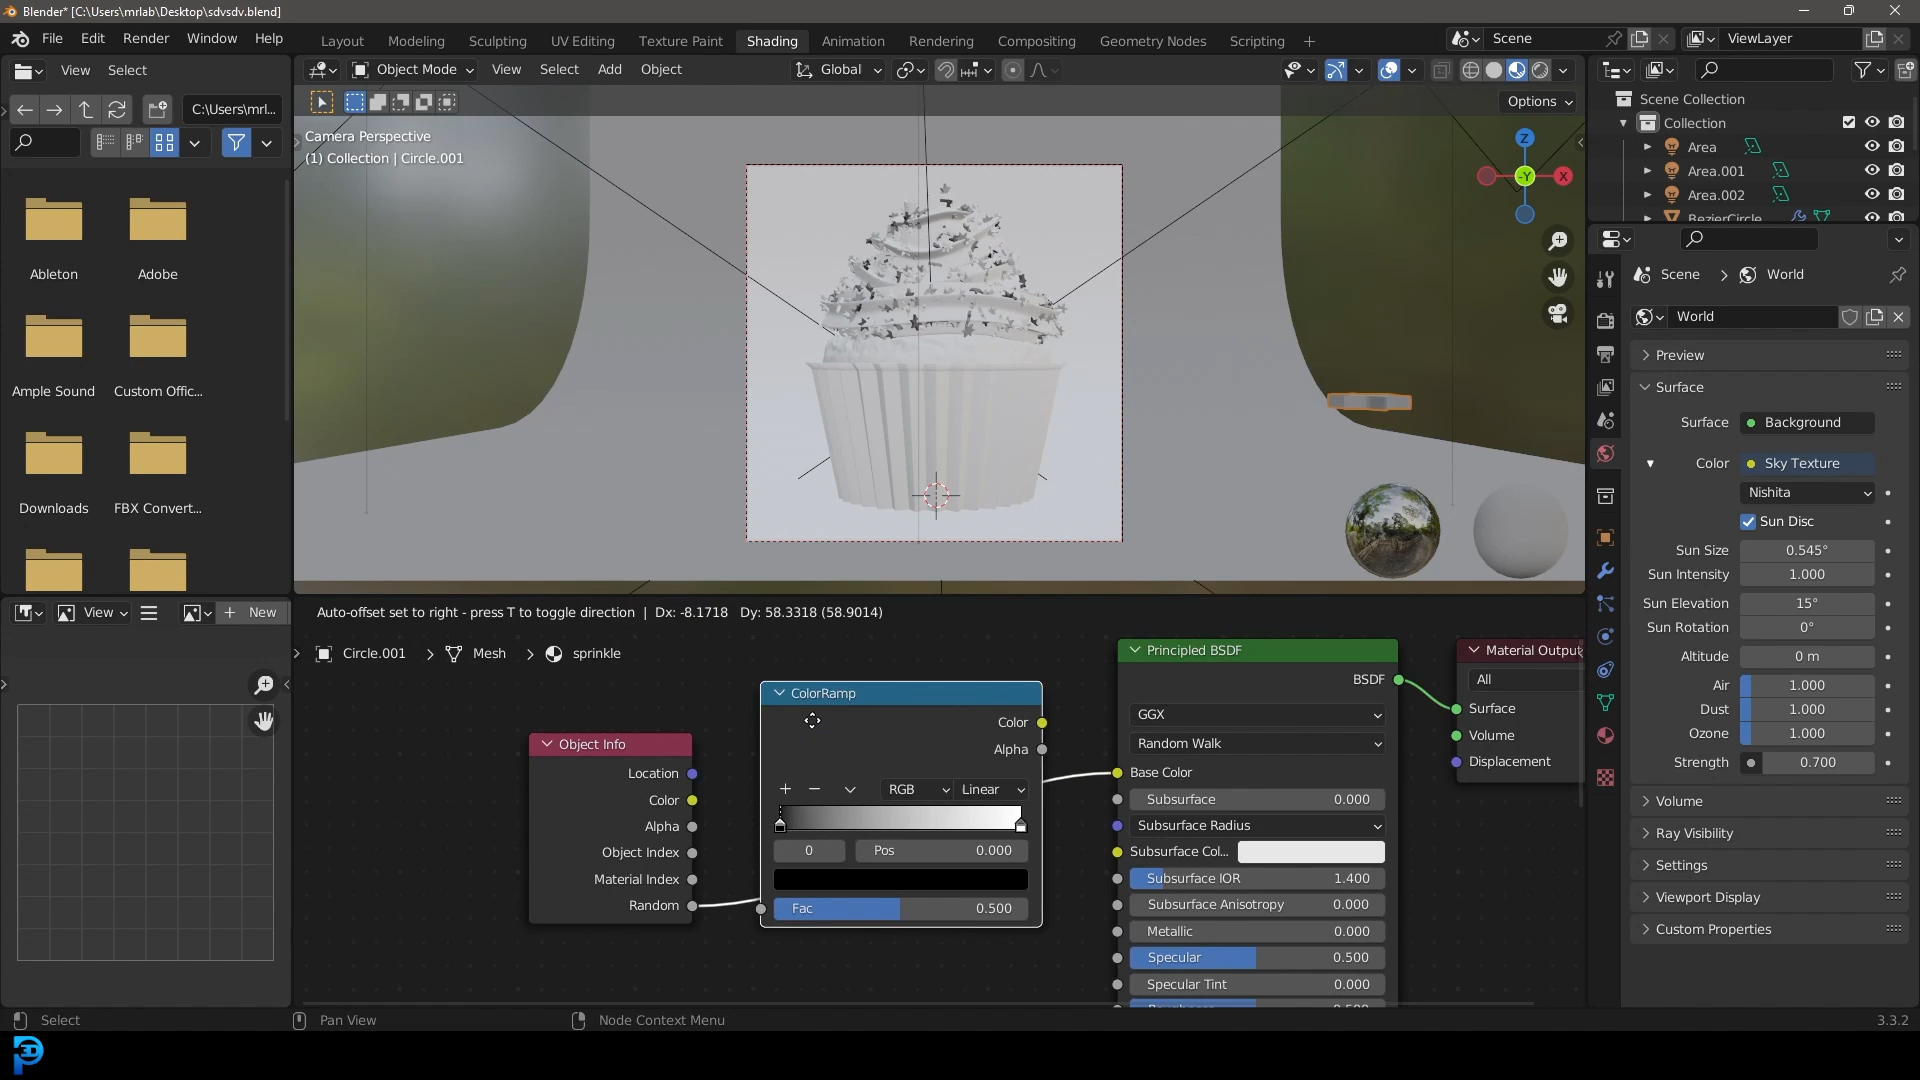 Blender* [C:\Users\mrlab\Desktop\sdvsdv.blend]
File Edit Render Window Help
Layout Modeling Sculpting UV Editing Texture Paint Shading Animation Rendering Compositing Geometry Nodes Scripting
Scene
ViewLayer
View Select
Object Mode View Select Add Object
Global
C:\Users\mrl...
Options
Camera Perspective
(1) Collection | Circle.001
Z
-Y
X
Scene Collection
Collection
Area
Area.001
Area.002
BezierCircle
Ableton
Adobe
Ample Sound
Custom Offic...
Downloads
FBX Convert...
Scene World
World
Preview
Surface
Surface Background
Color Sky Texture
Nishita
Sun Disc
Sun Size 0.545°
Sun Intensity 1.000
Sun Elevation 15°
Sun Rotation 0°
Altitude 0 m
Air 1.000
Dust 1.000
Ozone 1.000
Strength 0.700
Volume
Ray Visibility
Settings
Viewport Display
Custom Properties
View
New
Auto-offset set to right - press T to toggle direction | Dx: -8.1718 Dy: 58.3318 (58.9014)
Circle.001 Mesh sprinkle
Object Info
Location
Color
Alpha
Object Index
Material Index
Random
ColorRamp
Color
Alpha
RGB Linear
0 Pos 0.000
Fac 0.500
Principled BSDF
BSDF
GGX
Random Walk
Base Color
Subsurface 0.000
Subsurface Radius
Subsurface Col...
Subsurface IOR 1.400
Subsurface Anisotropy 0.000
Metallic 0.000
Specular 0.500
Specular Tint 0.000
Roughness 0.500
Material Output
All
Surface
Volume
Displacement
Select
Pan View
Node Context Menu
3.3.2